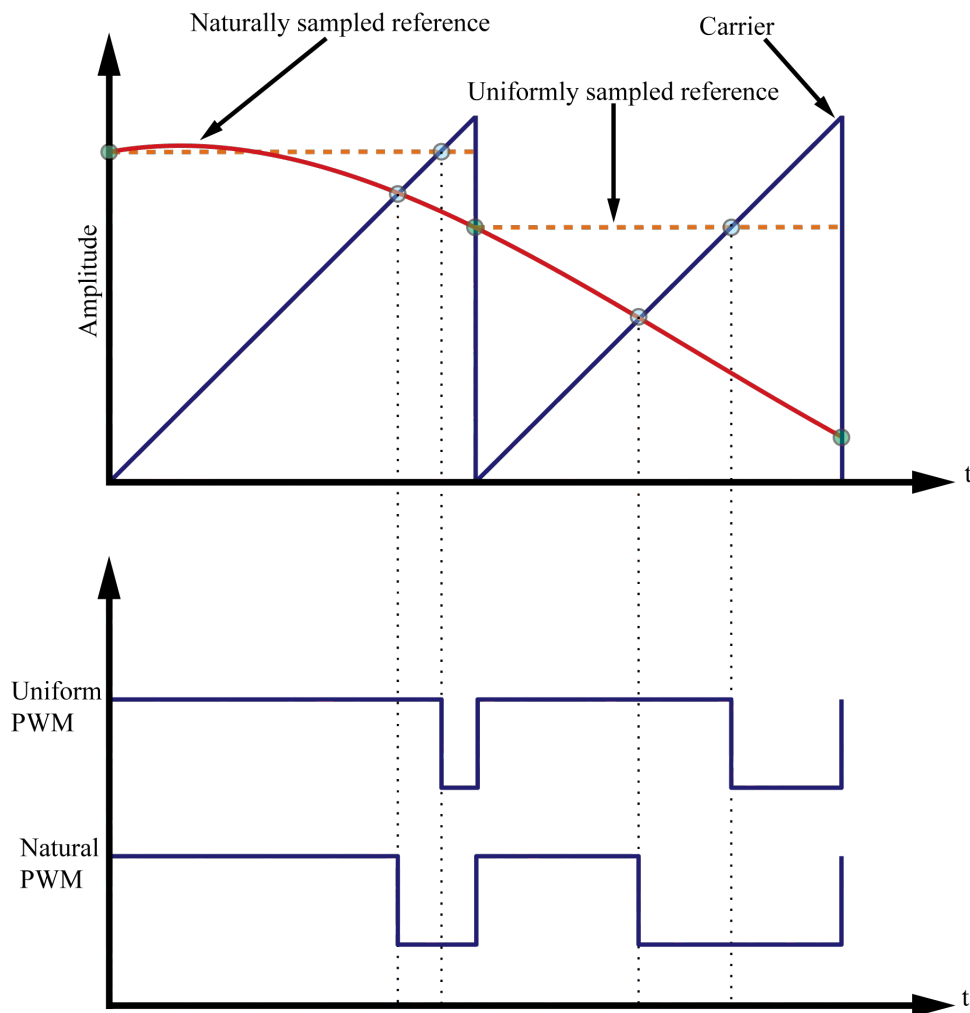 Naturally sampled reference
Carrier
Uniformly sampled reference
Amplitude
t
Uniform
PWM
Natural
PWM
t